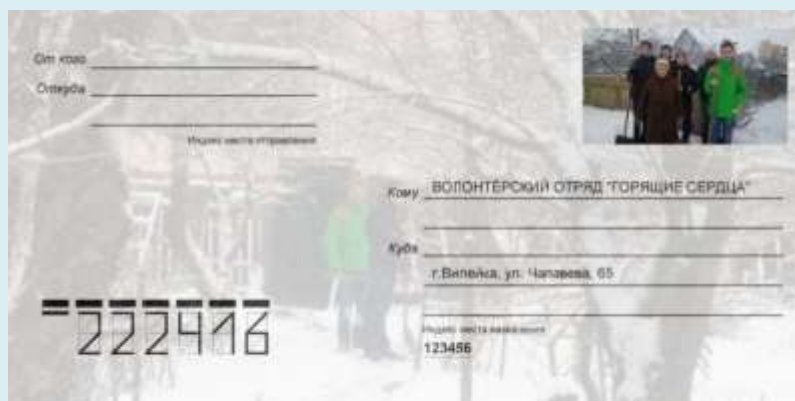 От кого
Откуда
Индекс места отправления
Кому ВОЛОНТЁРСКИЙ ОТРЯД "ГОРЯЩИЕ СЕРДЦА"
Куда
г.Вилейка, ул. Чапаева, 65
Индекс места назначения
123456
222416